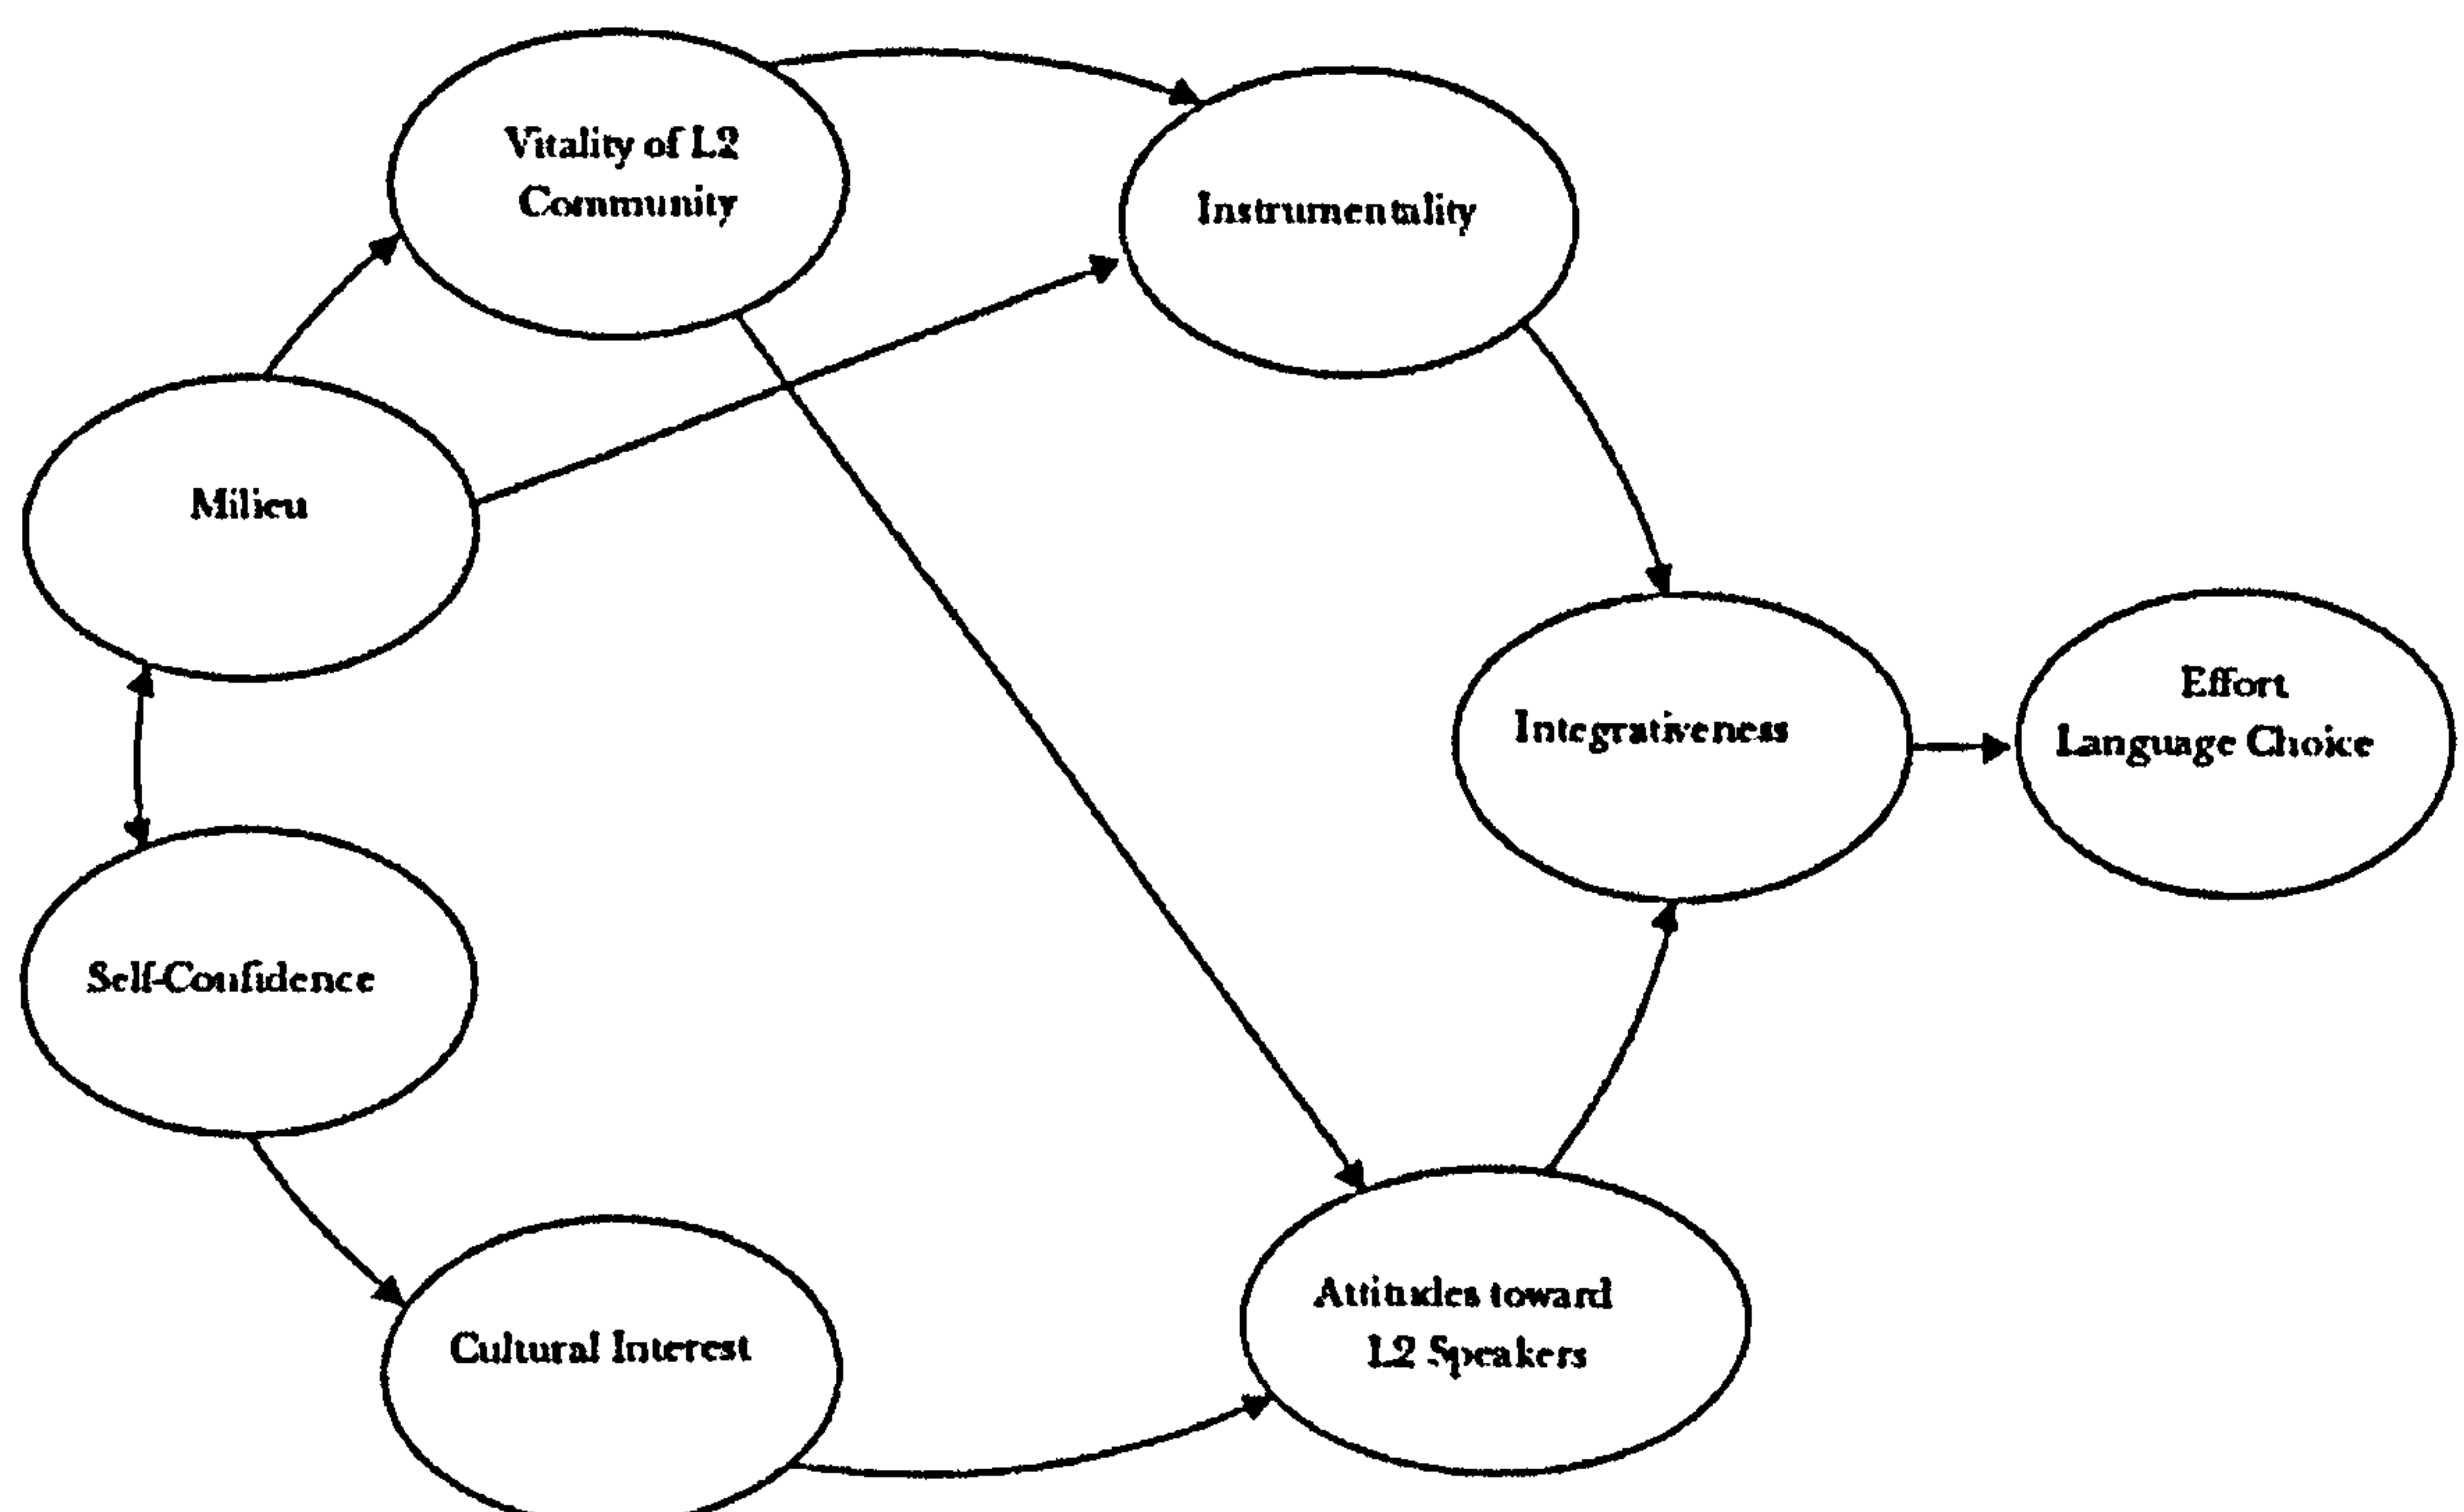 Vitality of L2
Community
Instrumentality
Milieu
Integrativeness
Effort
Language Choice
Self-Confidence
Cultural Interest
Attitudes toward
L2 Speakers